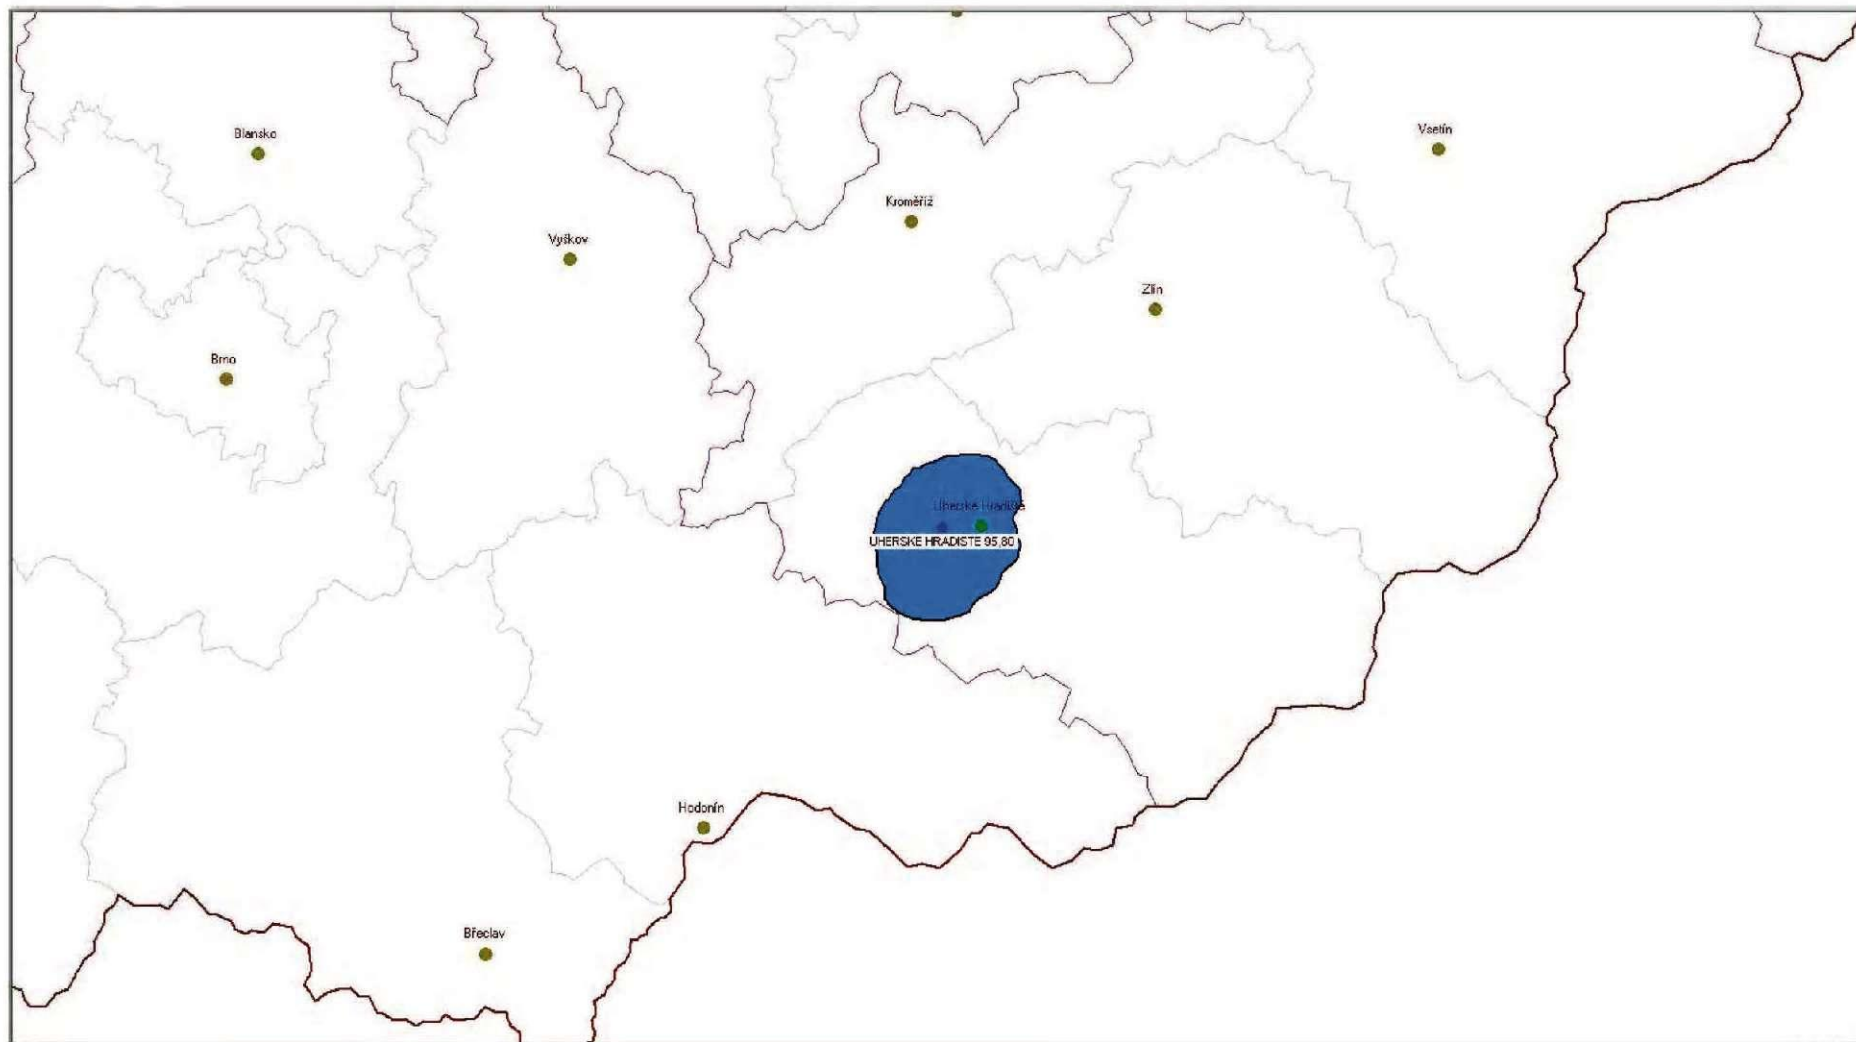 Blansko
Vsetín
Kroměříž
Vyškov
Zlín
Brno
Uherské Hradiště
UHERSKE HRADISTE 95,80
Hodonín
Břeclav